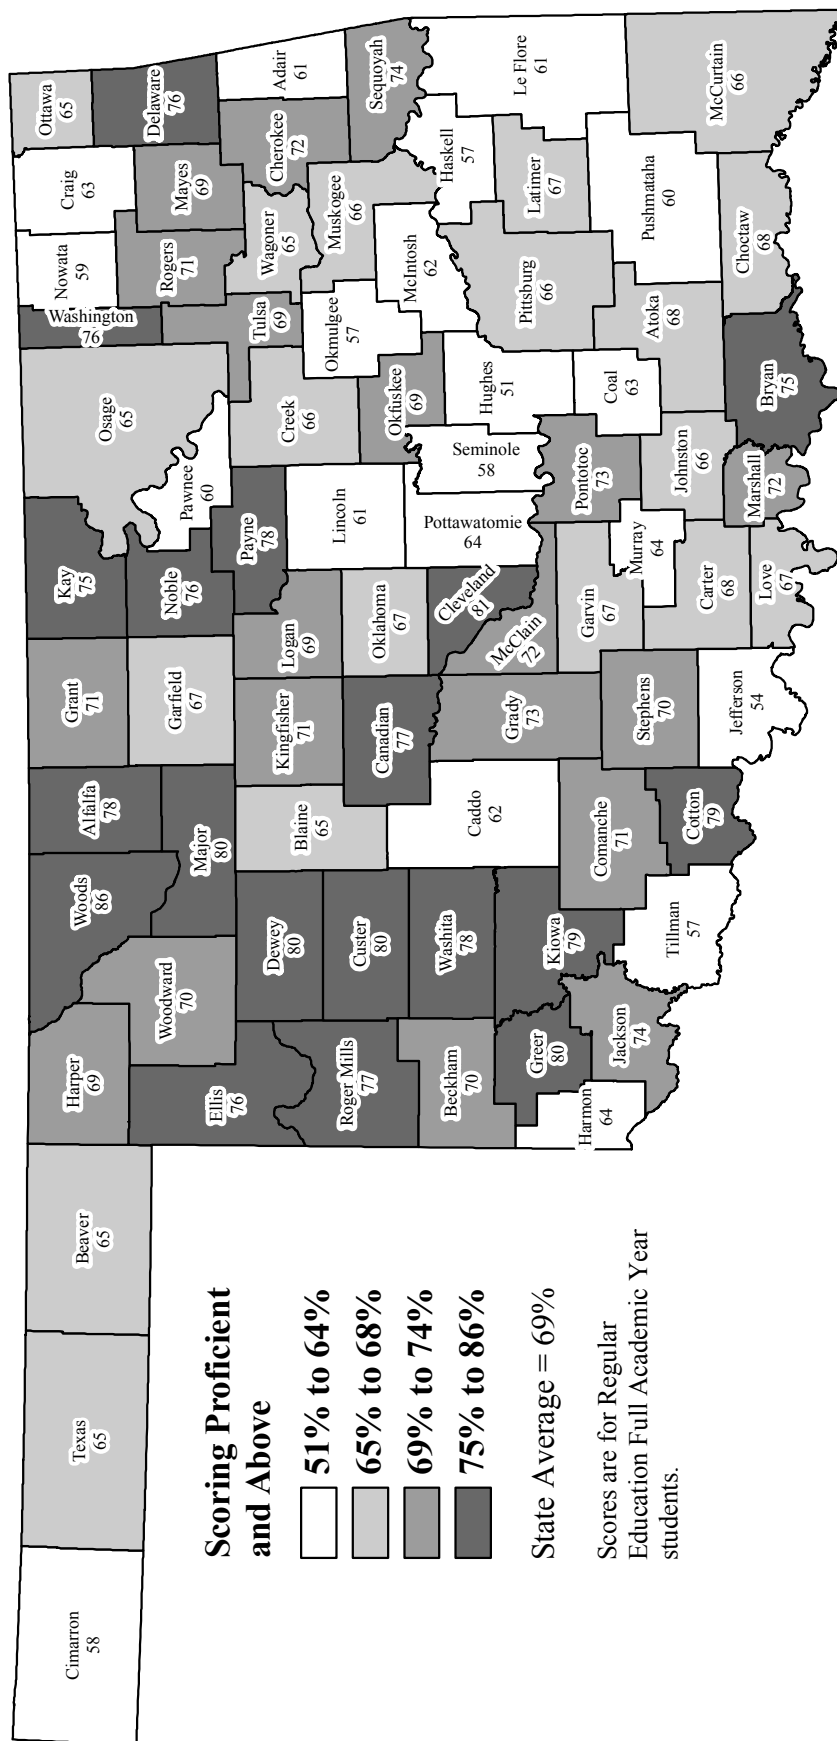 Cimarron
58
Texas
65
Beaver
65
Harper
69
Woods
86
Alfalfa
78
Grant
71
Kay
75
Osage
65
Washington
76
Nowata
59
Craig
63
Ottawa
65
Ellis
76
Woodward
70
Major
80
Garfield
67
Noble
76
Pawnee
60
Rogers
71
Mayes
69
Delaware
76
Roger Mills
77
Dewey
80
Blaine
65
Kingfisher
71
Logan
69
Payne
78
Creek
66
Tulsa
69
Wagoner
65
Cherokee
72
Adair
61
Custer
80
Canadian
77
Oklahoma
67
Lincoln
61
Okfuskee
69
Okmulgee
57
Muskogee
66
Sequoyah
74
Beckham
70
Washita
78
Caddo
62
Grady
73
Cleveland
81
McClain
72
Pottawatomie
64
Seminole
58
Hughes
51
McIntosh
62
Haskell
57
Le Flore
61
Harmon
64
Greer
80
Kiowa
79
Jackson
74
Comanche
71
Tillman
57
Cotton
79
Stephens
70
Garvin
67
Murray
64
Pontotoc
73
Coal
63
Pittsburg
66
Latimer
67
Jefferson
54
Carter
68
Love
67
Johnston
66
Marshall
72
Atoka
68
Bryan
75
Pushmataha
60
Choctaw
68
McCurtain
66
Scoring Proficient
and Above
51% to 64%
65% to 68%
69% to 74%
75% to 86%
State Average = 69%
Scores are for Regular
Education Full Academic Year
students.